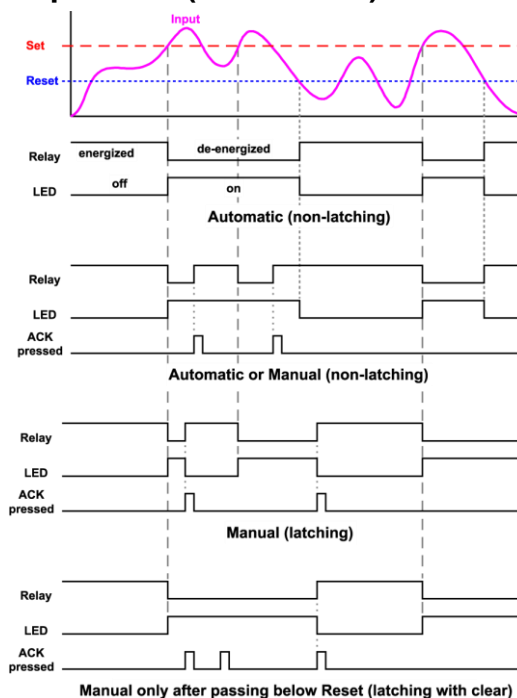 Input
Set
Reset
Relay energized de-energized
LED off on
Automatic (non-latching)
Relay
LED
ACK
pressed
Automatic or Manual (non-latching)
Relay
LED
ACK
pressed
Manual (latching)
Relay
LED
ACK
pressed
Manual only after passing below Reset (latching with clear)